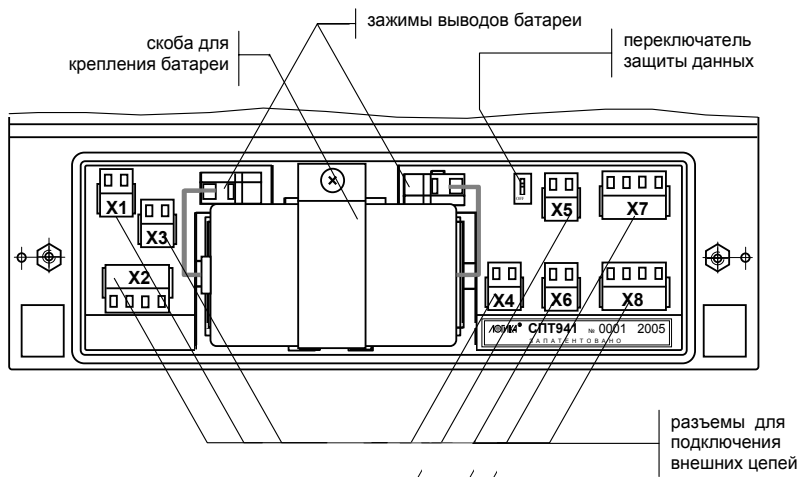 зажимы выводов батареи
скоба для
крепления батареи
переключатель
защиты данных
X1
X3
X2
X5
X7
X4
X6
X8
ЛОГИКА® СПТ941 № 0001 2005
ЗАПАТЕНТОВАНО
разъемы для
подключения
внешних цепей